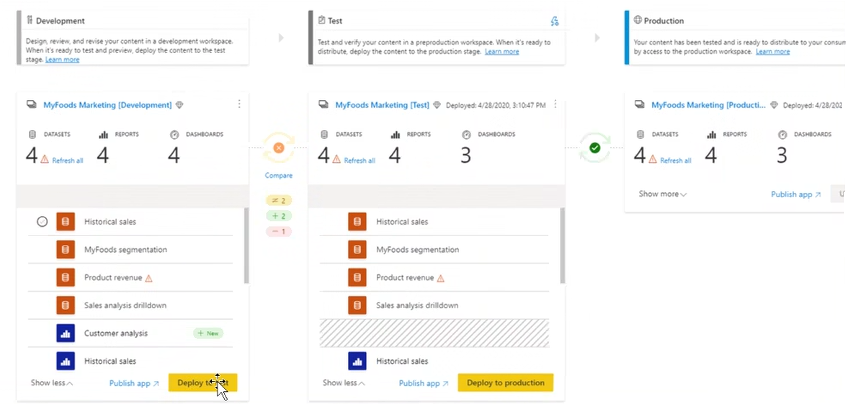 Development
Design, review, and revise your content in a development workspace.
When it's ready to test and preview, deploy the content to the test
stage. Learn more
Test
Test and verify your content in a preproduction workspace. When it's ready to
distribute, deploy the content to the production stage. Learn more
Production
Your content has been tested and is ready to distribute to your consum
by access to the production workspace. Learn more
MyFoods Marketing [Development]
DATASETS REPORTS DASHBOARDS
4 Refresh all 4 4
Historical sales
MyFoods segmentation
Product revenue
Sales analysis drilldown
Customer analysis + New
Historical sales
Show less Publish app Deploy to
Compare
≠ 2
+ 2
− 1
MyFoods Marketing [Test] Deployed: 4/28/2020, 3:10:47 PM
DATASETS REPORTS DASHBOARDS
4 Refresh all 4 3
Historical sales
MyFoods segmentation
Product revenue
Sales analysis drilldown
Historical sales
Show less Publish app Deploy to production
MyFoods Marketing [Producti... Deployed: 4/28/202
DATASETS REPORTS DASHBOARDS
4 Refresh all 4 3
Show more Publish app